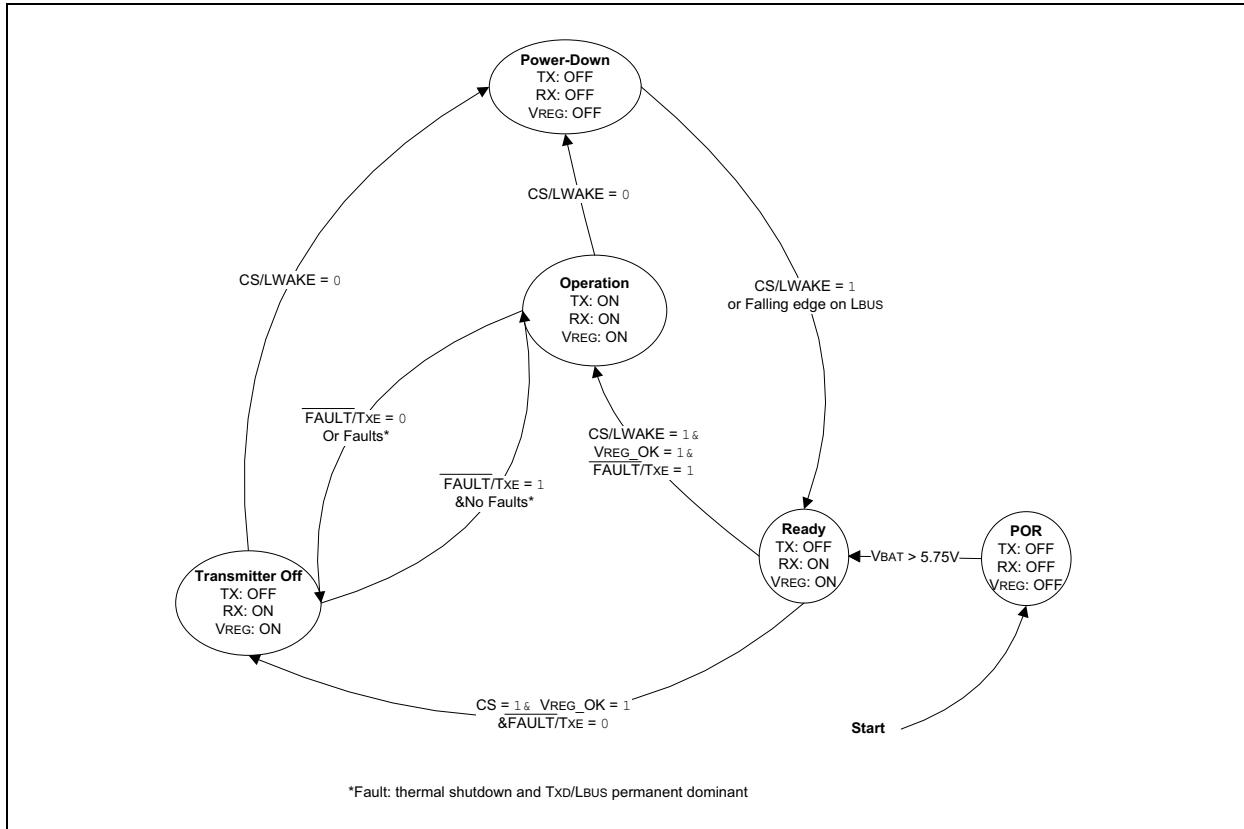 Power-Down
TX: OFF
RX: OFF
VREG: OFF
CS/LWAKE = 0
CS/LWAKE = 0
Operation
TX: ON
RX: ON
VREG: ON
CS/LWAKE = 1
or Falling edge on LBUS
FAULT/TXE = 0
Or Faults*
FAULT/TXE = 1
&No Faults*
CS/LWAKE = 1&
VREG_OK = 1&
FAULT/TXE = 1
Ready
TX: OFF
RX: ON
VREG: ON
VBAT > 5.75V
POR
TX: OFF
RX: OFF
VREG: OFF
Transmitter Off
TX: OFF
RX: ON
VREG: ON
CS = 1& VREG_OK = 1
&FAULT/TXE = 0
Start
*Fault: thermal shutdown and TXD/LBUS permanent dominant